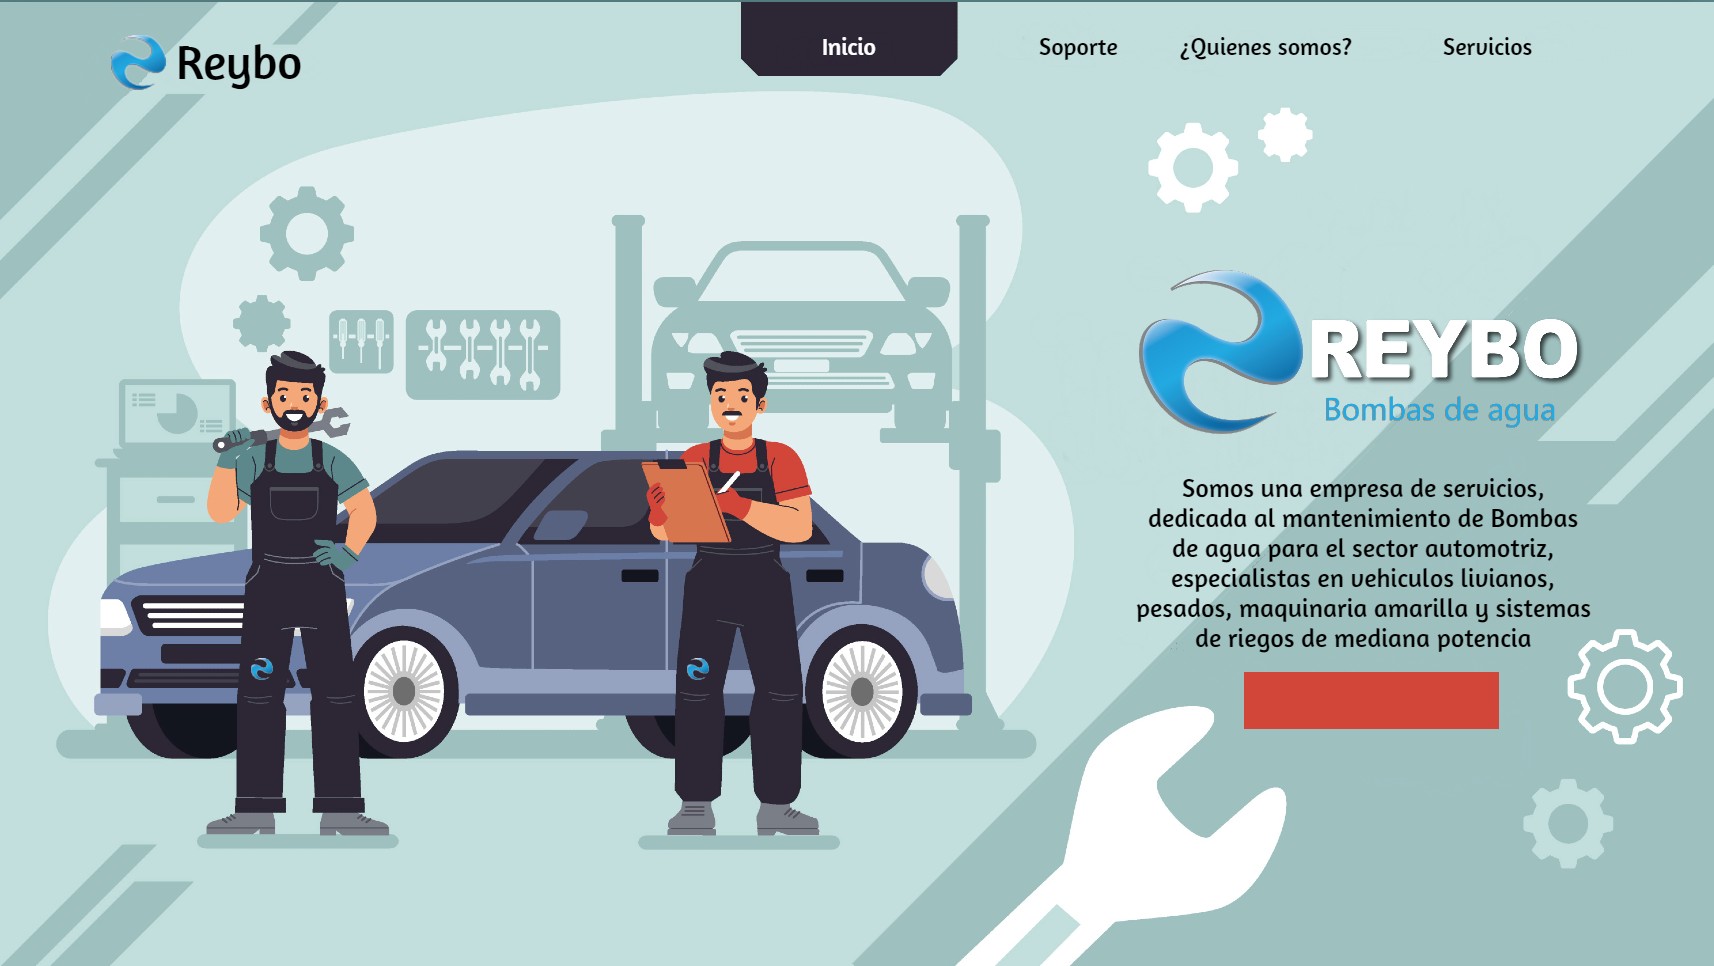 Reybo
Inicio
Soporte
¿Quienes somos?
Servicios
REYBO
Bombas de agua
Somos una empresa de servicios,
dedicada al mantenimiento de Bombas
de agua para el sector automotriz,
especialistas en vehiculos livianos,
pesados, maquinaria amarilla y sistemas
de riegos de mediana potencia